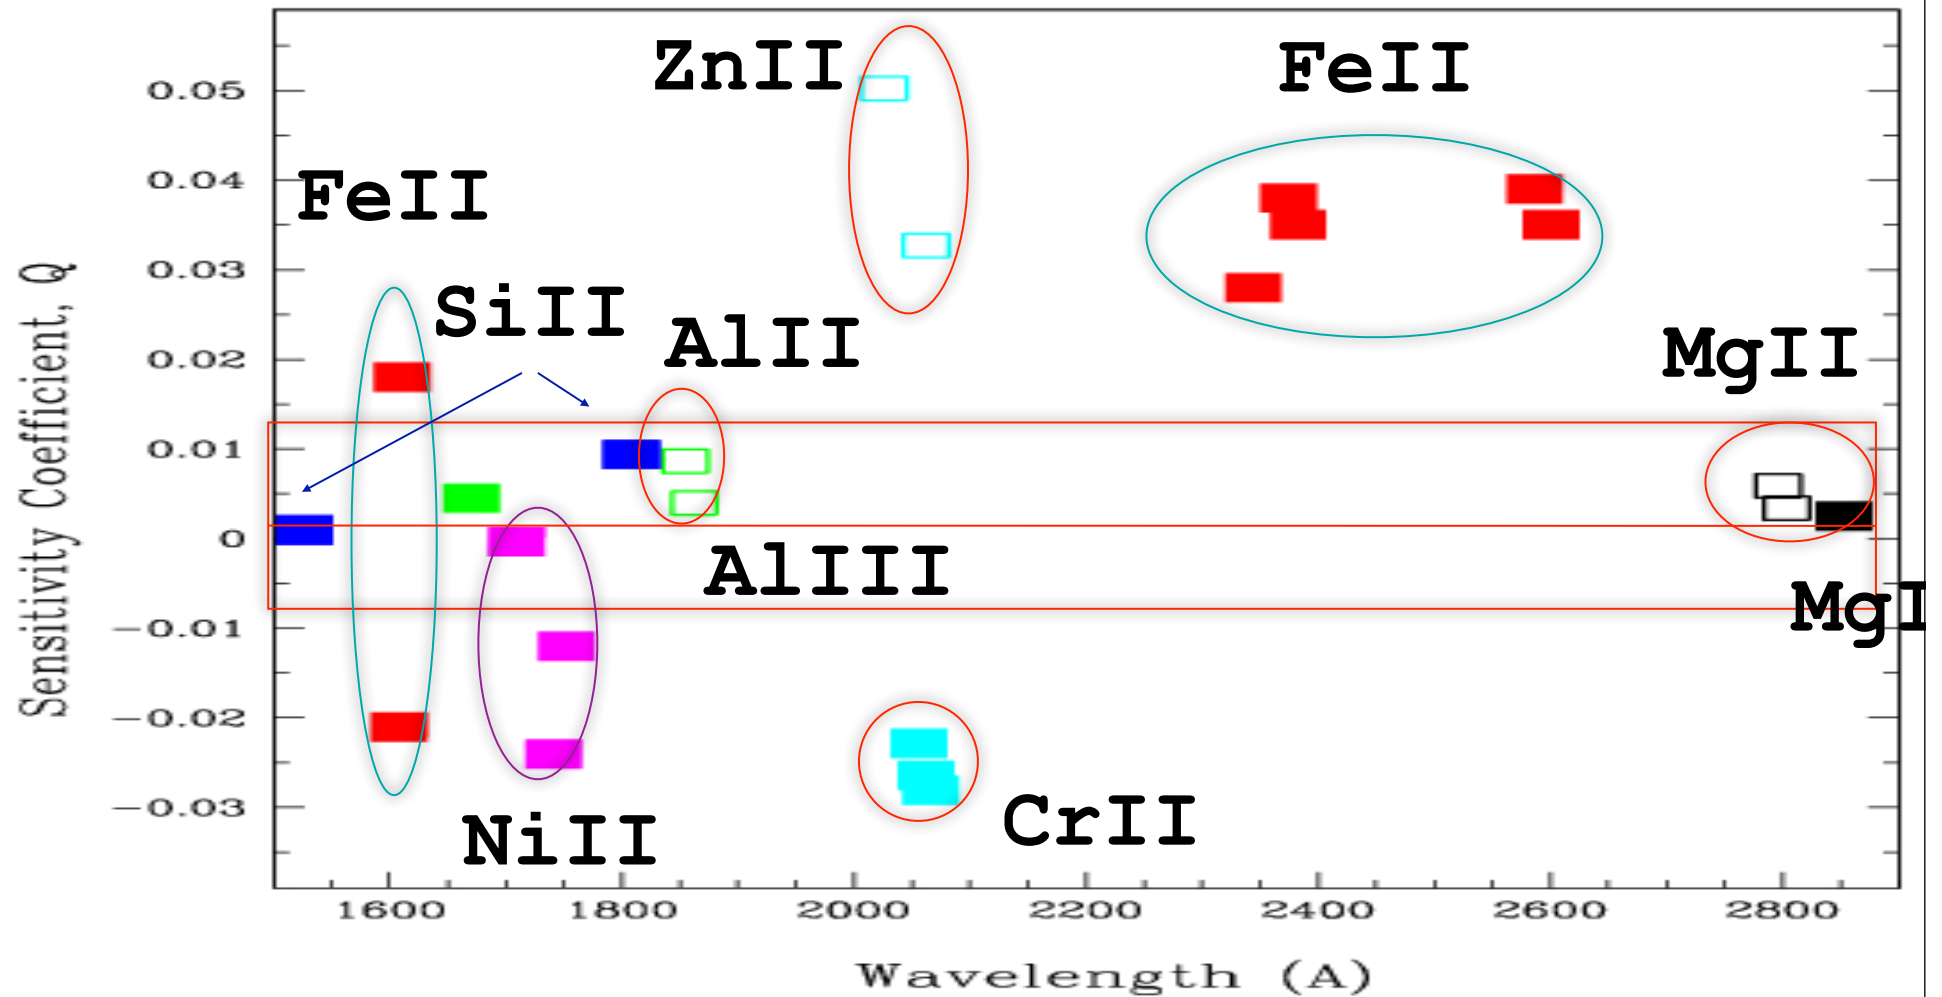 ZnII
FeII
0.05
0.04
FeII
0.03
SiII
AlII
0.02
MgII
0.01
0
AlIII
MgI
−0.01
−0.02
−0.03
CrII
NiII
Sensitivity Coefficient, Q
1600 1800 2000 2200 2400 2600 2800
Wavelength (A)